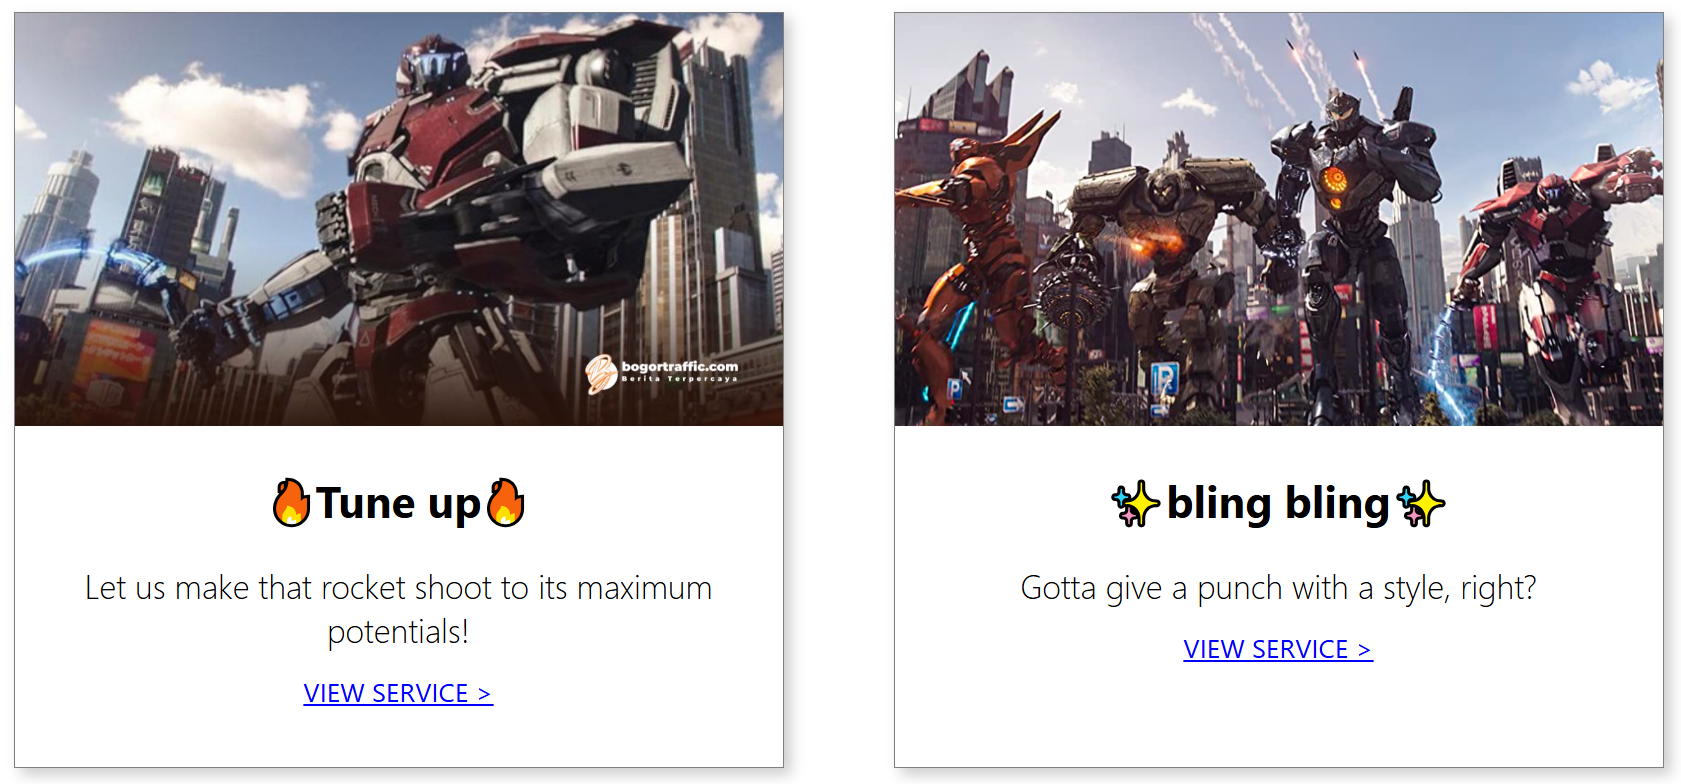 bogortraffic.com
Berita Terpercaya
🔥Tune up🔥
Let us make that rocket shoot to its maximum
potentials!
VIEW SERVICE >
✨bling bling✨
Gotta give a punch with a style, right?
VIEW SERVICE >